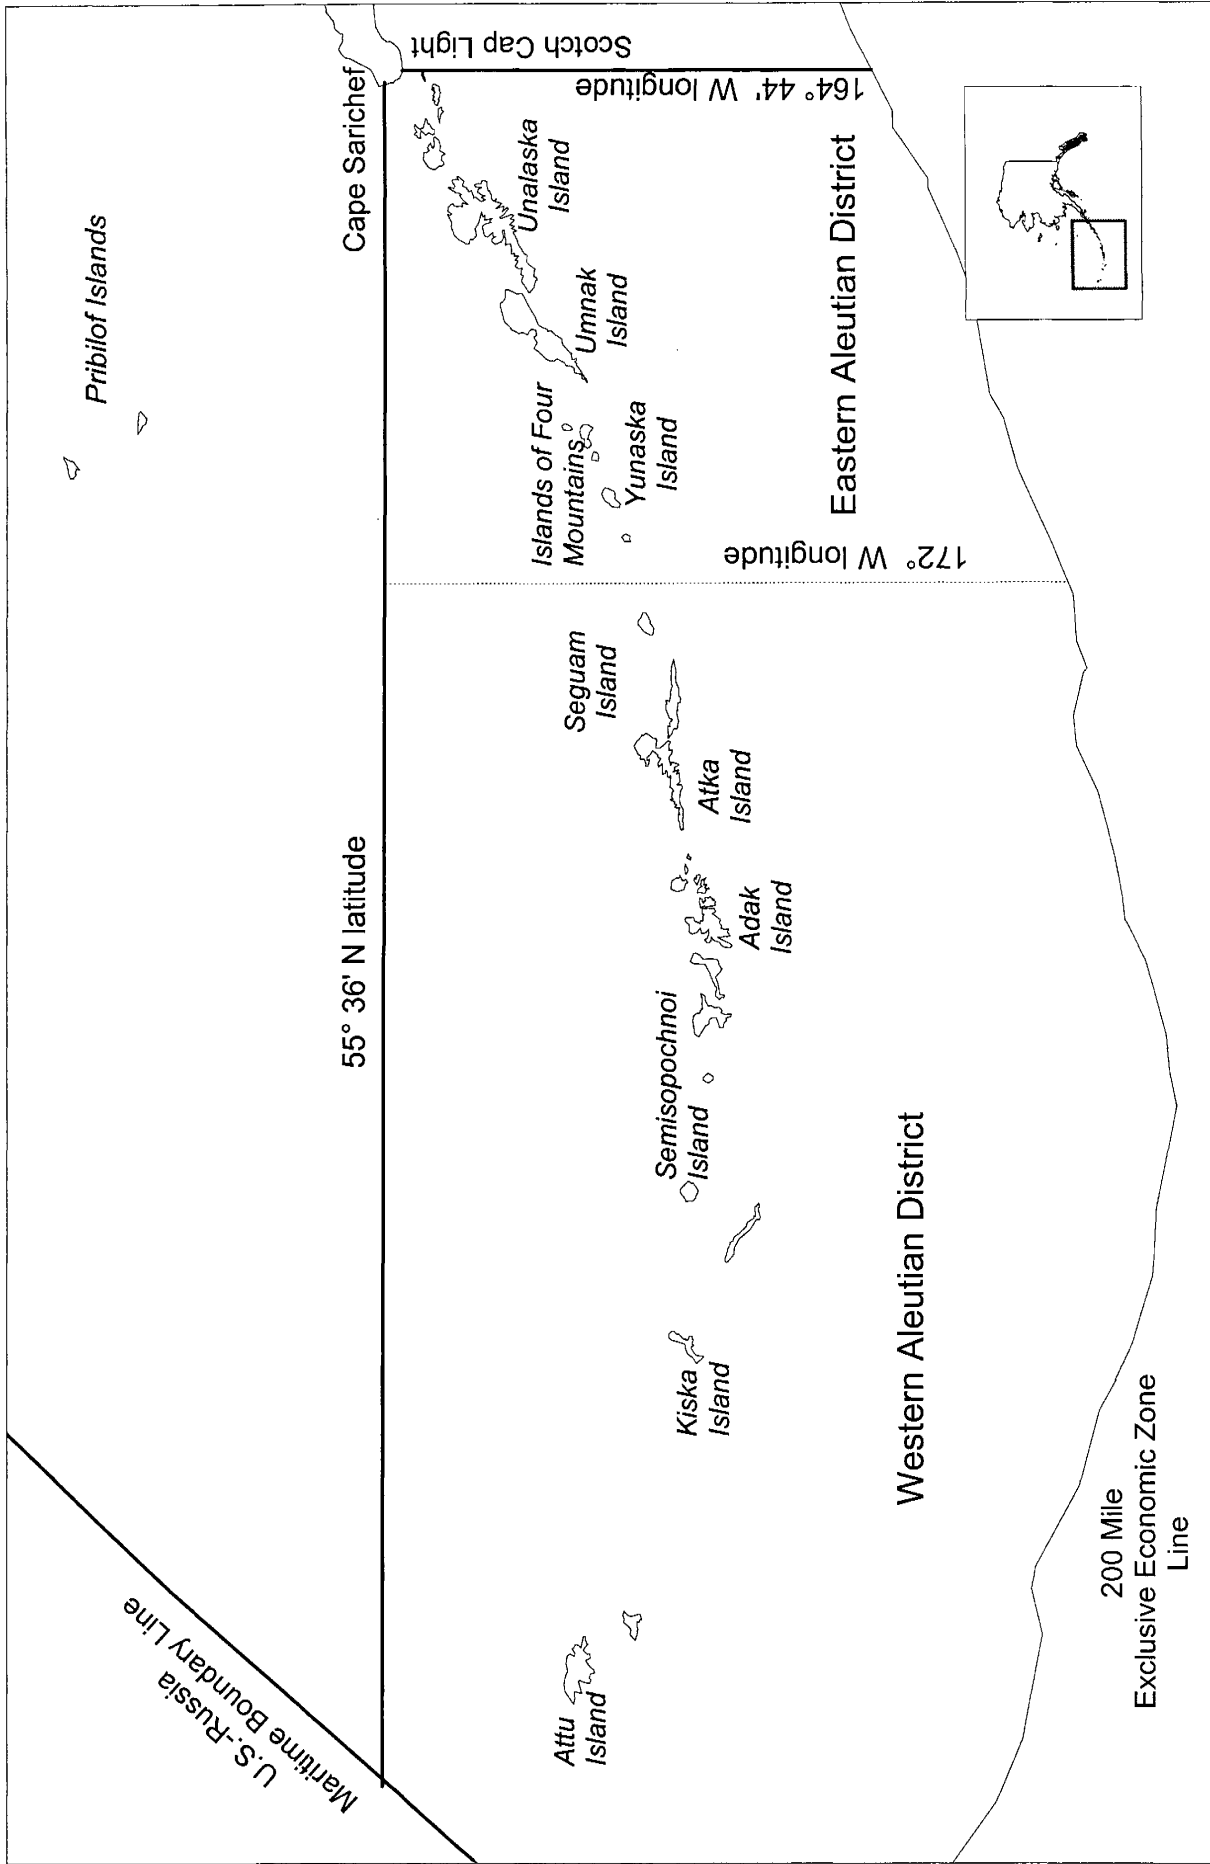 Pribilof Islands
Cape Sarichef
Scotch Cap Light
164° 44' W longitude
55° 36' N latitude
U.S.-Russia
Maritime Boundary Line
Unalaska
Island
Umnak
Island
Islands of Four
Mountains
Yunaska
Island
172° W longitude
Eastern Aleutian District
Seguam
Island
Atka
Island
Adak
Island
Semisopochnoi
Island
Kiska
Island
Attu
Island
Western Aleutian District
200 Mile
Exclusive Economic Zone
Line